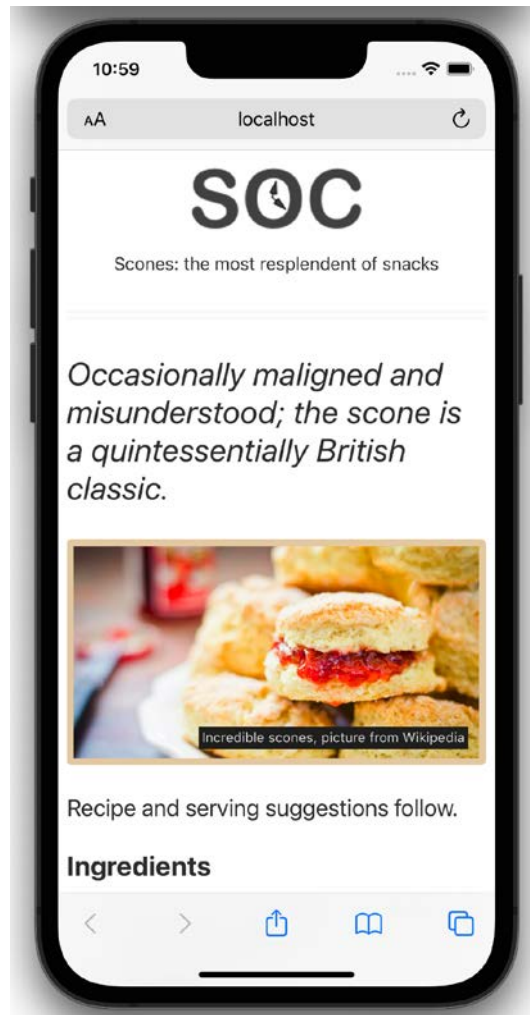 10:59
AA localhost
SOC
Scones: the most resplendent of snacks
Occasionally maligned and
misunderstood; the scone is
a quintessentially British
classic.
Incredible scones, picture from Wikipedia
Recipe and serving suggestions follow.
Ingredients